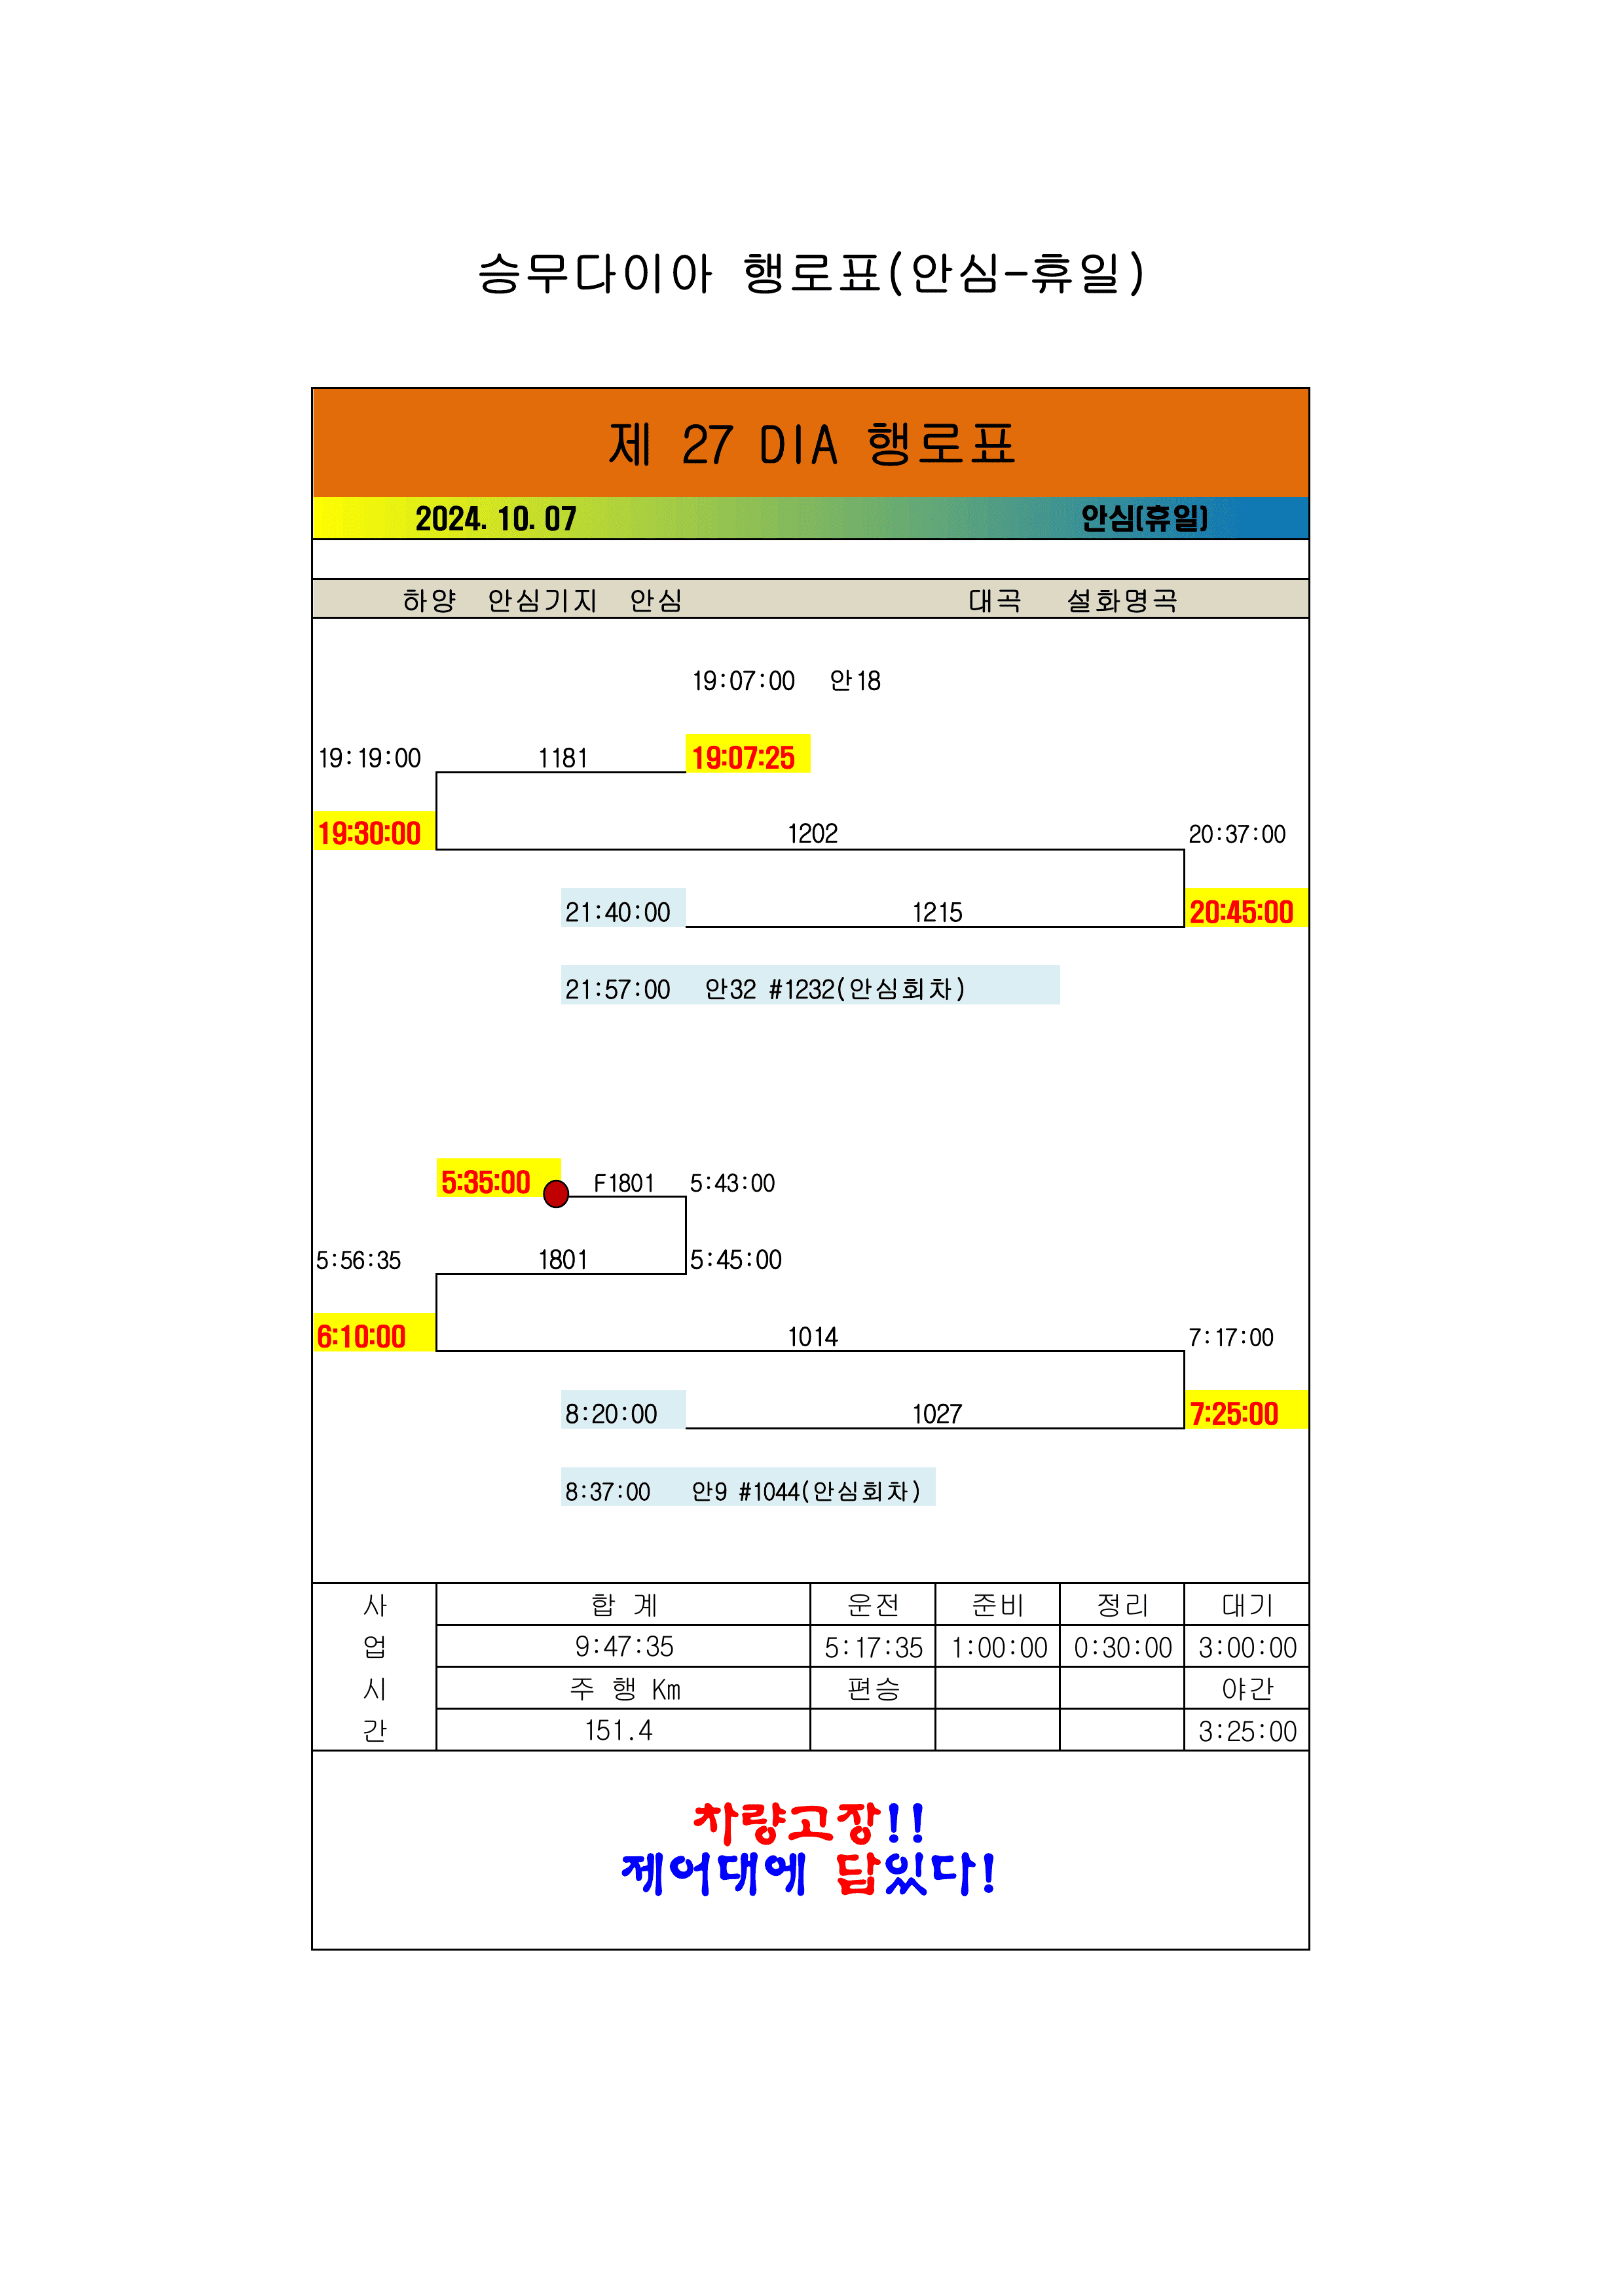 승무다이아 행로표(안심-휴일)
제 27 DIA 행로표
2024. 10. 07 안심(휴일)
하양 안심기지 안심 대곡 설화명곡
19:07:00 안18
19:19:00 1181 19:07:25
19:30:00 1202 20:37:00
21:40:00 1215 20:45:00
21:57:00 안32 #1232(안심회차)
5:35:00 F1801 5:43:00
5:56:35 1801 5:45:00
6:10:00 1014 7:17:00
8:20:00 1027 7:25:00
8:37:00 안9 #1044(안심회차)
사 합 계 운전 준비 정리 대기
업 9:47:35 5:17:35 1:00:00 0:30:00 3:00:00
시 주 행 Km 편승 야간
간 151.4 3:25:00
차량고장!!
제어대에 답있다!